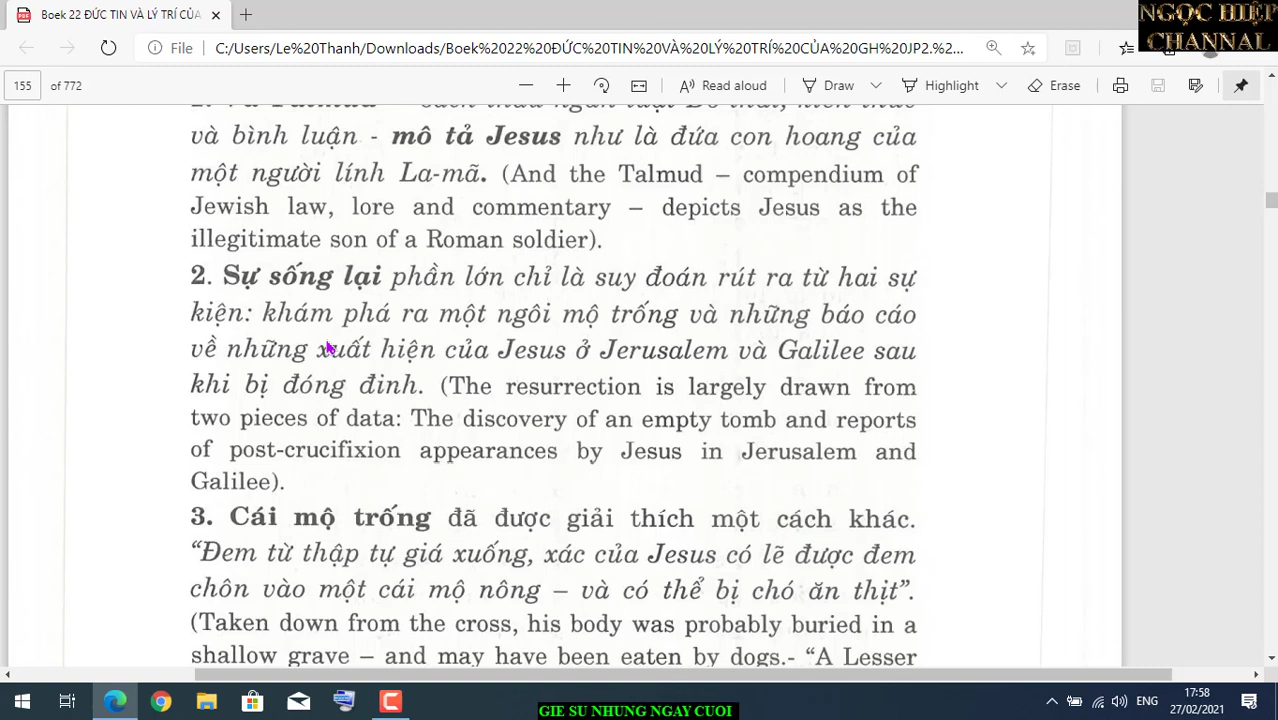 Boek 22 ĐỨC TIN VÀ LÝ TRÍ CỦA
NGỌC HIỆP
CHANNAL
File
C:/Users/Le%20Thanh/Downloads/Boek%2022%20ĐỨC%20TIN%20VÀ%20LÝ%20TRÍ%20CỦA%20GH%20JP2.%...
155 of 772
Read aloud
Draw
Highlight
Erase
và bình luận - mô tả Jesus như là đứa con hoang của
một người lính La-mã. (And the Talmud – compendium of
Jewish law, lore and commentary – depicts Jesus as the
illegitimate son of a Roman soldier).
2. Sự sống lại phần lớn chỉ là suy đoán rút ra từ hai sự
kiện: khám phá ra một ngôi mộ trống và những báo cáo
về những xuất hiện của Jesus ở Jerusalem và Galilee sau
khi bị đóng đinh. (The resurrection is largely drawn from
two pieces of data: The discovery of an empty tomb and reports
of post-crucifixion appearances by Jesus in Jerusalem and
Galilee).
3. Cái mộ trống đã được giải thích một cách khác.
“Đem từ thập tự giá xuống, xác của Jesus có lẽ được đem
chôn vào một cái mộ nông – và có thể bị chó ăn thịt”.
(Taken down from the cross, his body was probably buried in a
shallow grave – and may have been eaten by dogs.- “A Lesser
ENG
17:58
27/02/2021
GIE SU NHUNG NGAY CUOI